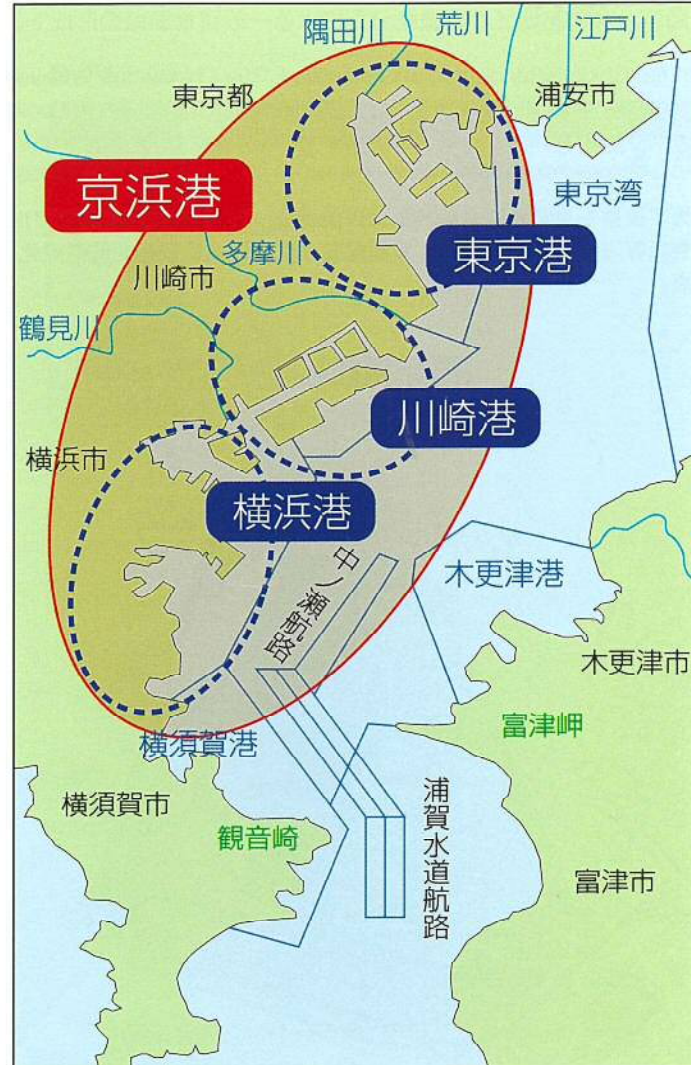 隅田川
荒川
江戸川
東京都
浦安市
京浜港
東京湾
東京港
多摩川
川崎市
鶴見川
川崎港
横浜市
横浜港
中ノ瀬航路
木更津港
木更津市
富津岬
横須賀港
横須賀市
観音崎
浦賀水道航路
富津市